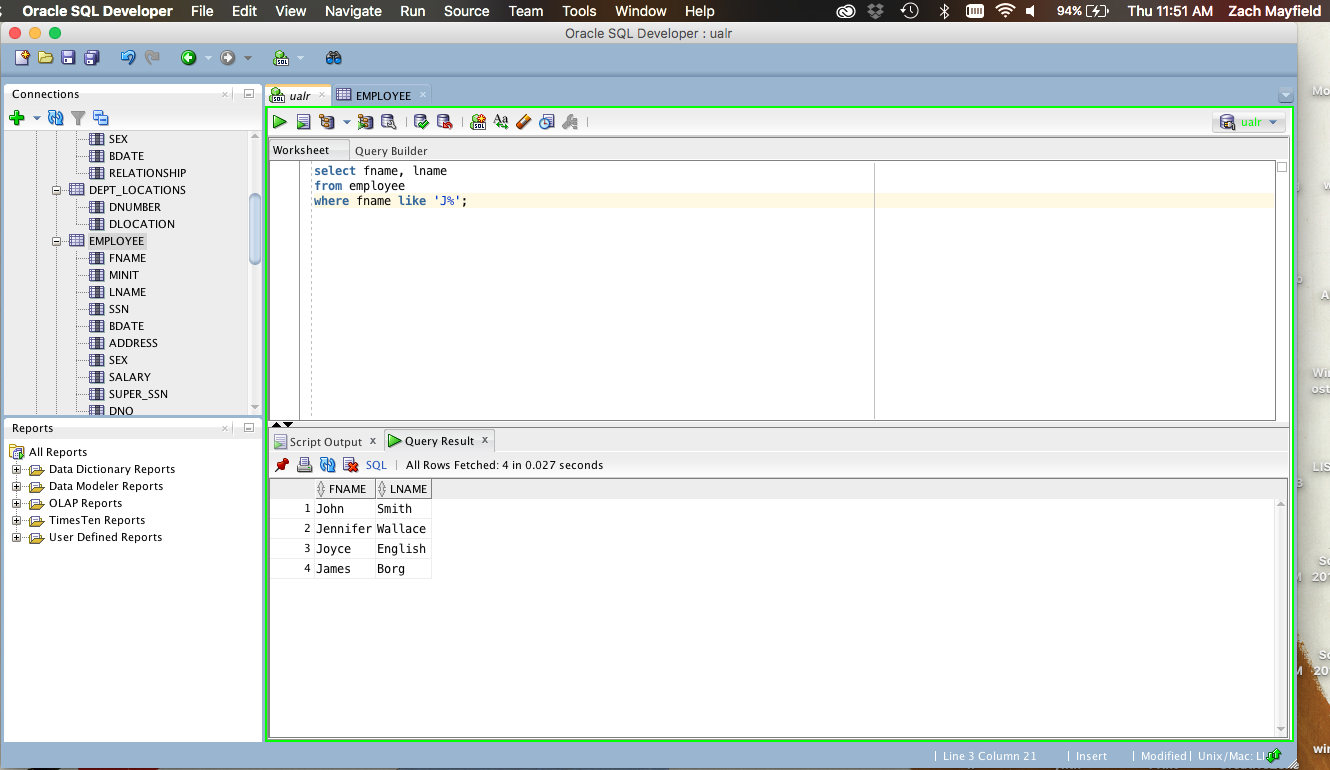 Oracle SQL Developer File Edit View Navigate Run Source Team Tools Window Help 94% Thu 11:51 AM Zach Mayfield
Oracle SQL Developer : ualr
Connections
SEX
BDATE
RELATIONSHIP
DEPT_LOCATIONS
DNUMBER
DLOCATION
EMPLOYEE
FNAME
MINIT
LNAME
SSN
BDATE
ADDRESS
SEX
SALARY
SUPER_SSN
DNO
Reports
All Reports
Data Dictionary Reports
Data Modeler Reports
OLAP Reports
TimesTen Reports
User Defined Reports
ualr EMPLOYEE
ualr
Worksheet Query Builder
select fname, lname
from employee
where fname like 'J%';
Script Output x Query Result x
SQL | All Rows Fetched: 4 in 0.027 seconds
FNAME LNAME
1 John Smith
2 Jennifer Wallace
3 Joyce English
4 James Borg
| Line 3 Column 21 | Insert | Modified | Unix/Mac: